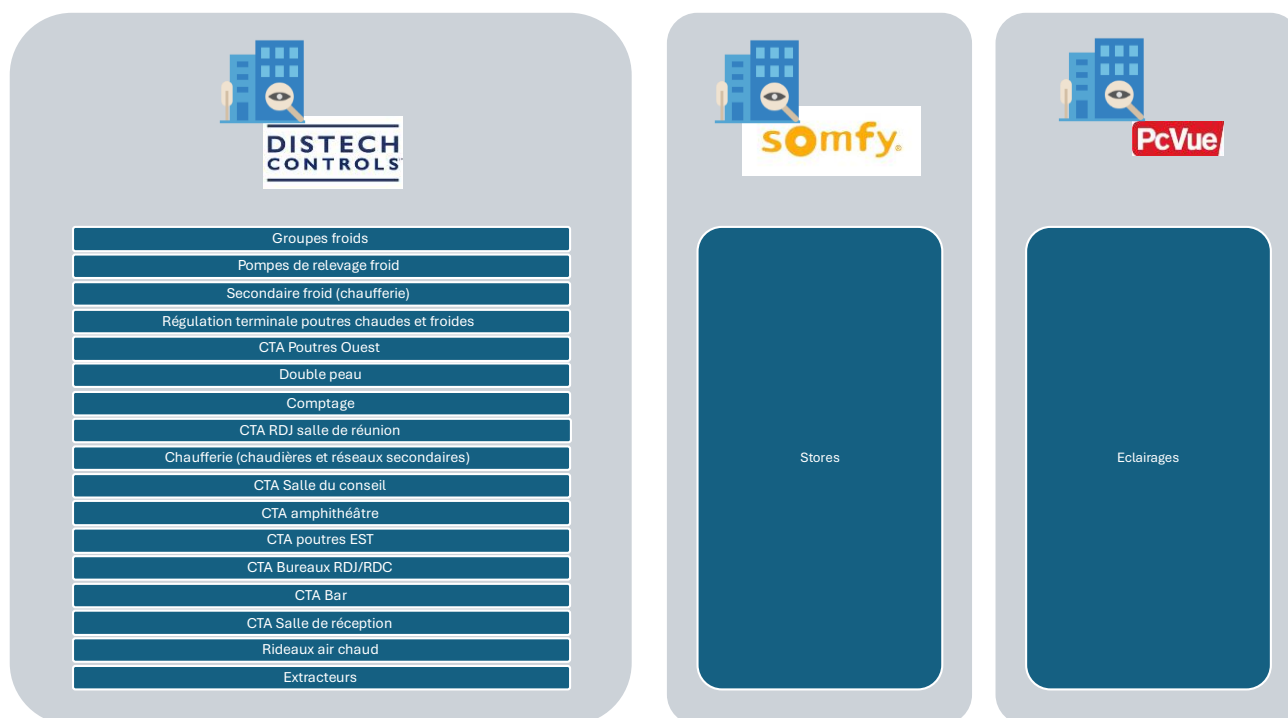 DISTECH
CONTROLS
Groupes froids
Pompes de relevage froid
Secondaire froid (chaufferie)
Régulation terminale poutres chaudes et froides
CTA Poutres Ouest
Double peau
Comptage
CTA RDJ salle de réunion
Chaufferie (chaudières et réseaux secondaires)
CTA Salle du conseil
CTA amphithéâtre
CTA poutres EST
CTA Bureaux RDJ/RDC
CTA Bar
CTA Salle de réception
Rideaux air chaud
Extracteurs
somfy®
Stores
PcVue
Eclairages